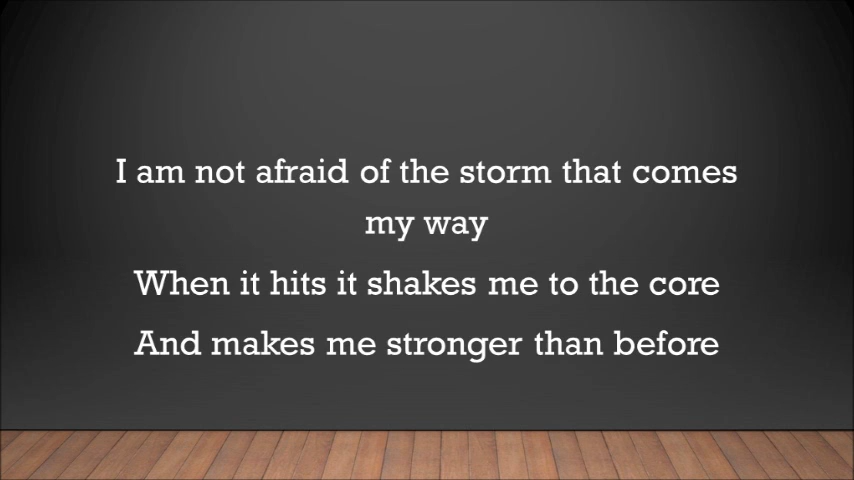 I am not afraid of the storm that comes
my way
When it hits it shakes me to the core
And makes me stronger than before